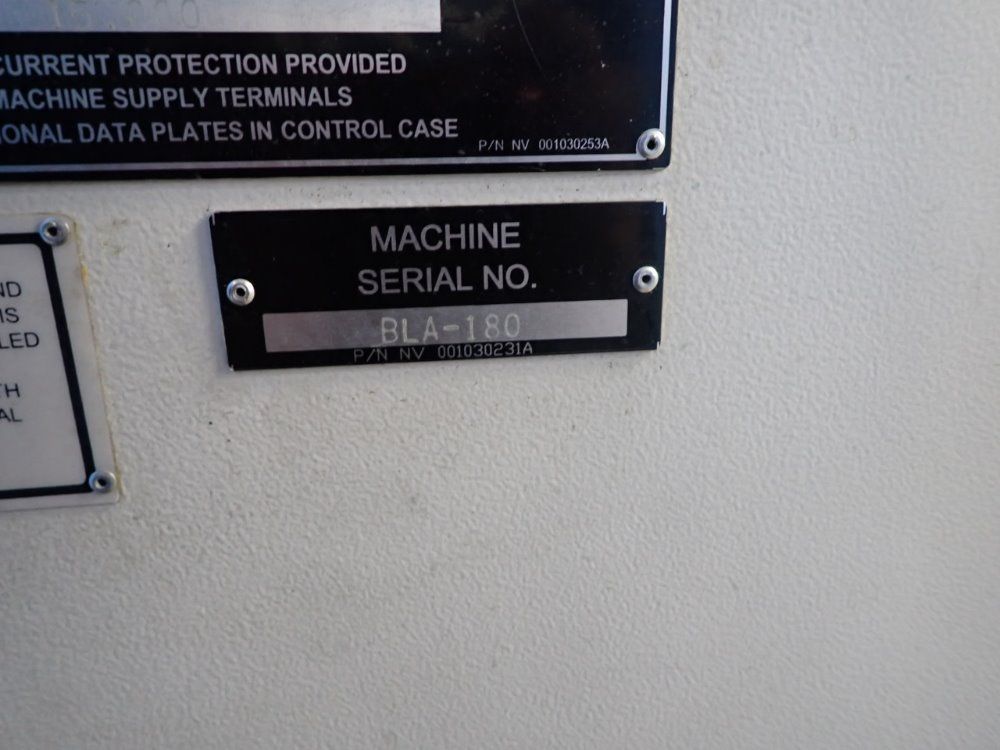 CURRENT PROTECTION PROVIDED
MACHINE SUPPLY TERMINALS
IONAL DATA PLATES IN CONTROL CASE
P/N NV 001030253A
MACHINE
SERIAL NO.
BLA-180
P/N NV 001030231A
ND
IS
LED
TH
AL